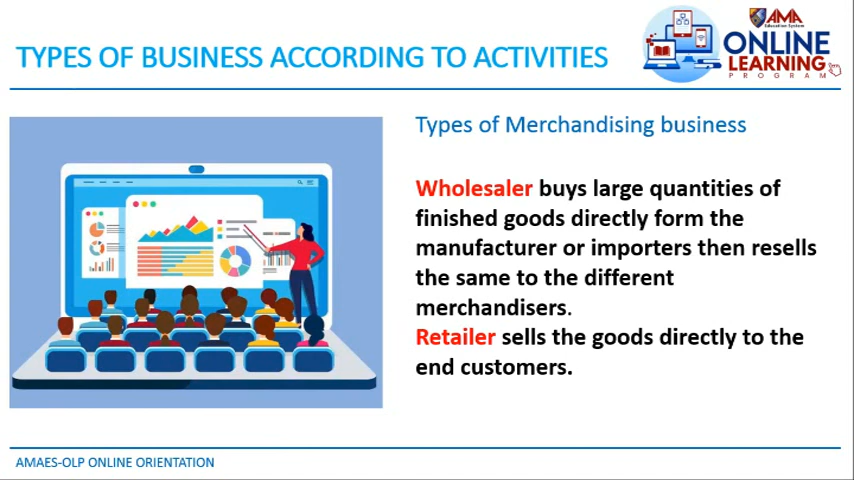 TYPES OF BUSINESS ACCORDING TO ACTIVITIES
AMA
Education System
ONLINE
LEARNING
PROGRAM
Types of Merchandising business
Wholesaler buys large quantities of
finished goods directly form the
manufacturer or importers then resells
the same to the different
merchandisers.
Retailer sells the goods directly to the
end customers.
AMAES-OLP ONLINE ORIENTATION